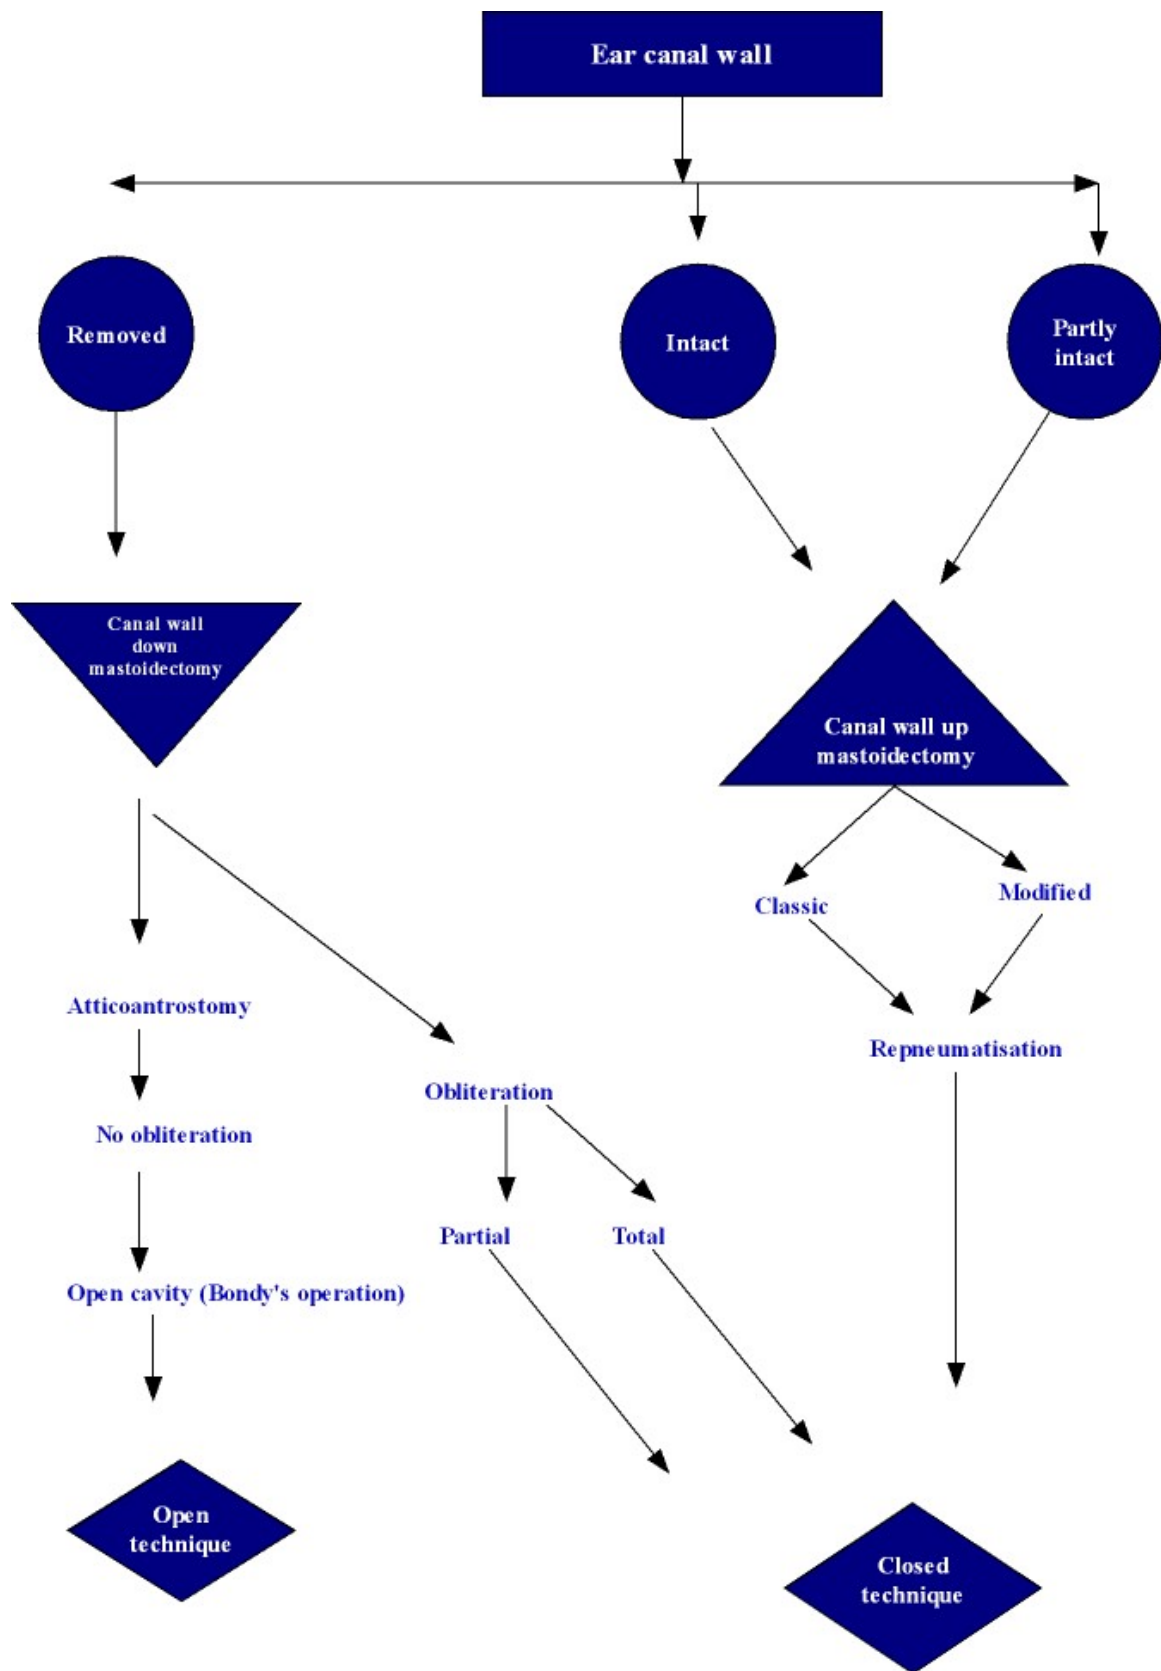 Ear canal wall
Removed
Intact
Partly
intact
Canal wall
down
mastoidectomy
Canal wall up
mastoidectomy
Classic
Modified
Atticoantrostomy
Repneumatisation
Obliteration
No obliteration
Partial
Total
Open cavity (Bondy's operation)
Open
technique
Closed
technique